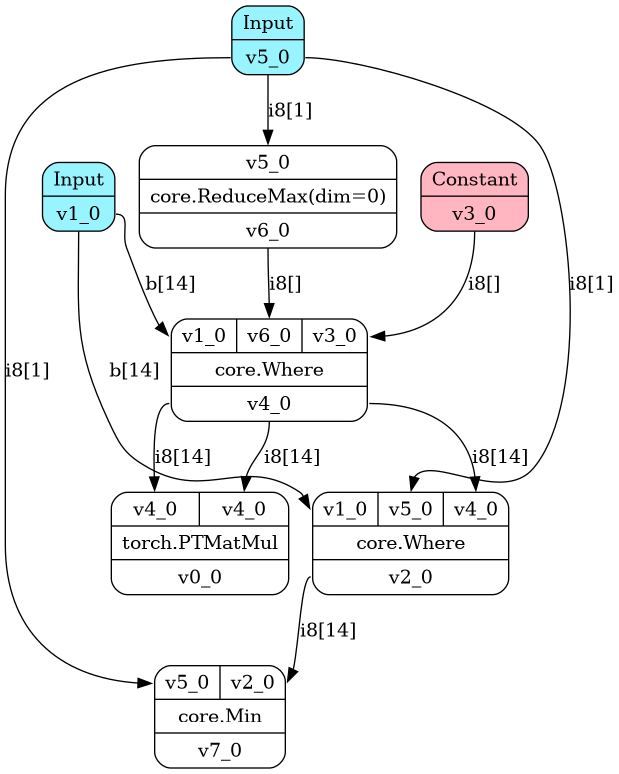 Input
v5_0
i8[1]
Input
v1_0
v5_0
core.ReduceMax(dim=0)
v6_0
Constant
v3_0
b[14]
i8[]
i8[]
i8[1]
v1_0 v6_0 v3_0
core.Where
v4_0
i8[1]
b[14]
i8[14]
i8[14]
i8[14]
v4_0 v4_0
torch.PTMatMul
v0_0
v1_0 v5_0 v4_0
core.Where
v2_0
i8[14]
v5_0 v2_0
core.Min
v7_0